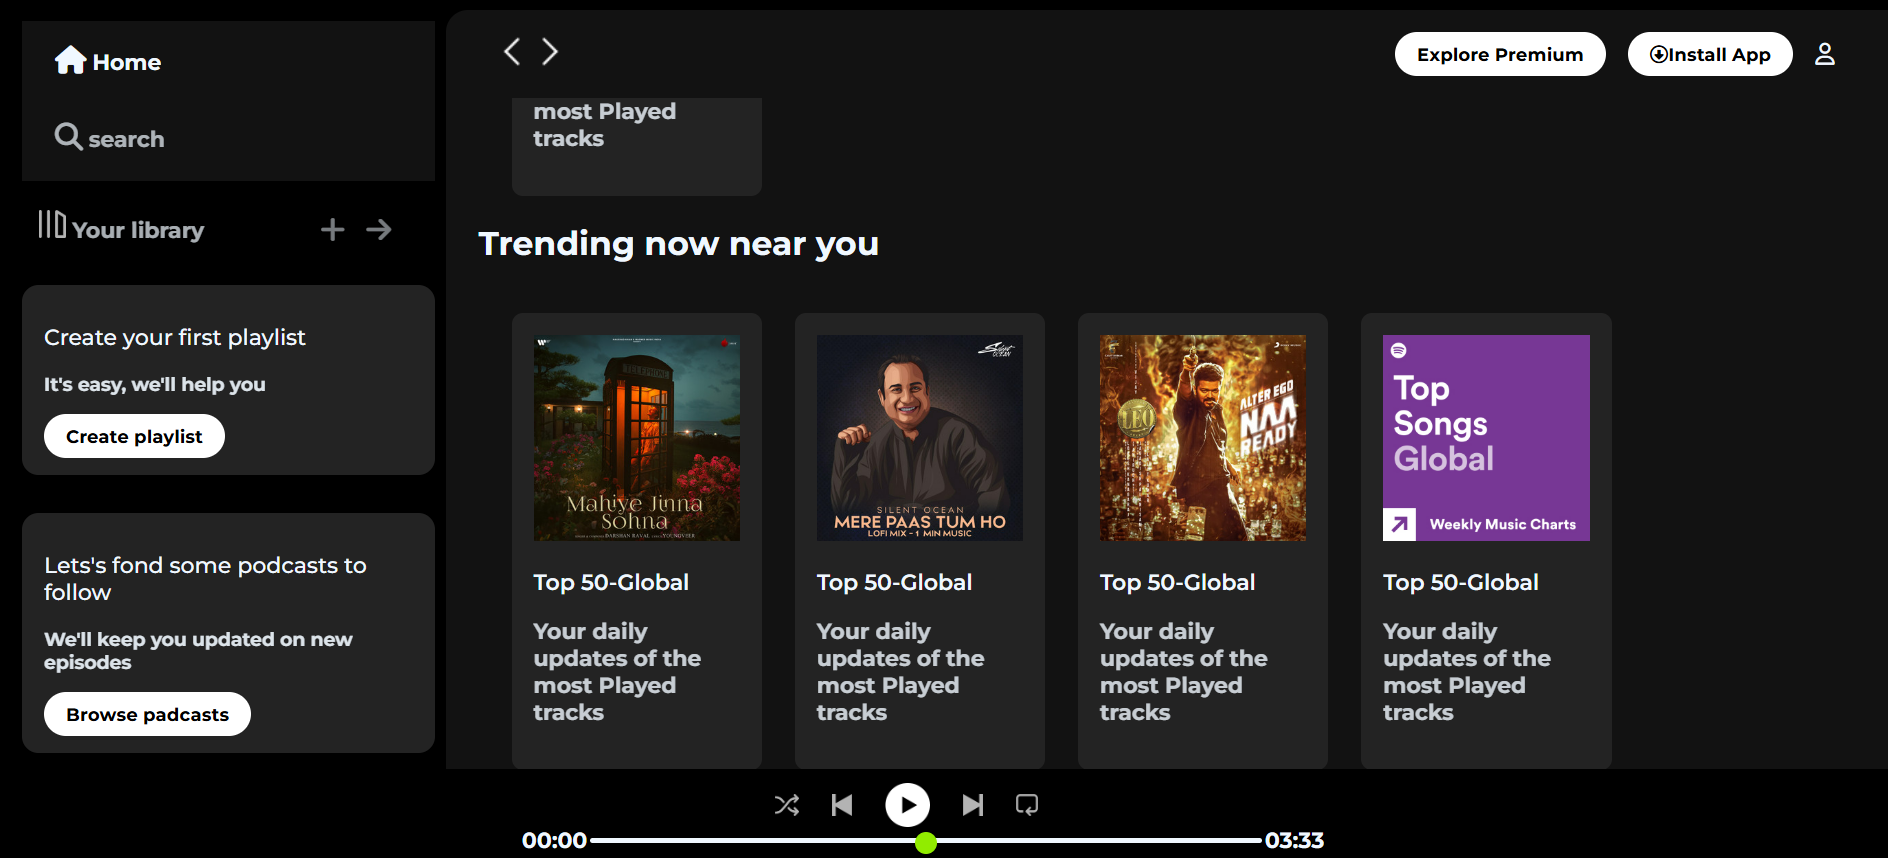 Home
search
Your library
Create your first playlist
It's easy, we'll help you
Create playlist
Lets's fond some podcasts to
follow
We'll keep you updated on new
episodes
Browse padcasts
Explore Premium
Install App
most Played
tracks
Trending now near you
TELEPHONE
Mahiye Jinna
Sohna
Top 50-Global
Your daily
updates of the
most Played
tracks
Silent
OCEAN
SILENT OCEAN
MERE PAAS TUM HO
LOFI MIX - 1 MIN MUSIC
Top 50-Global
Your daily
updates of the
most Played
tracks
LEO
ALTER EGO
NAA
READY
Top 50-Global
Your daily
updates of the
most Played
tracks
Top
Songs
Global
Weekly Music Charts
Top 50-Global
Your daily
updates of the
most Played
tracks
00:00
03:33